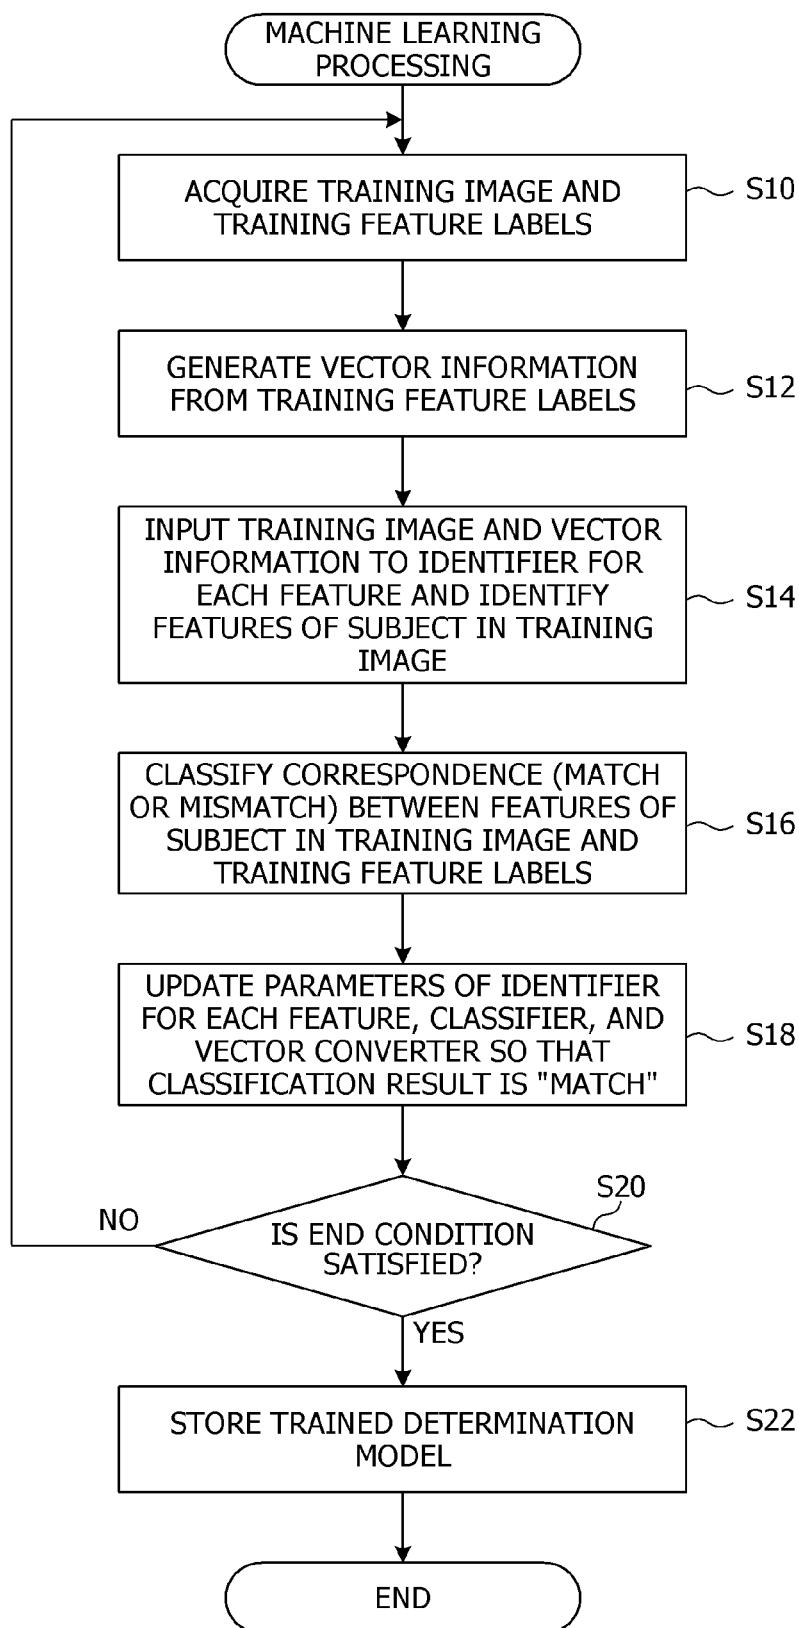 MACHINE LEARNING
PROCESSING
ACQUIRE TRAINING IMAGE AND
TRAINING FEATURE LABELS
S10
GENERATE VECTOR INFORMATION
FROM TRAINING FEATURE LABELS
S12
INPUT TRAINING IMAGE AND VECTOR
INFORMATION TO IDENTIFIER FOR
EACH FEATURE AND IDENTIFY
FEATURES OF SUBJECT IN TRAINING
IMAGE
S14
CLASSIFY CORRESPONDENCE (MATCH
OR MISMATCH) BETWEEN FEATURES OF
SUBJECT IN TRAINING IMAGE AND
TRAINING FEATURE LABELS
S16
UPDATE PARAMETERS OF IDENTIFIER
FOR EACH FEATURE, CLASSIFIER, AND
VECTOR CONVERTER SO THAT
CLASSIFICATION RESULT IS "MATCH"
S18
S20
NO
IS END CONDITION
SATISFIED?
YES
STORE TRAINED DETERMINATION
MODEL
S22
END